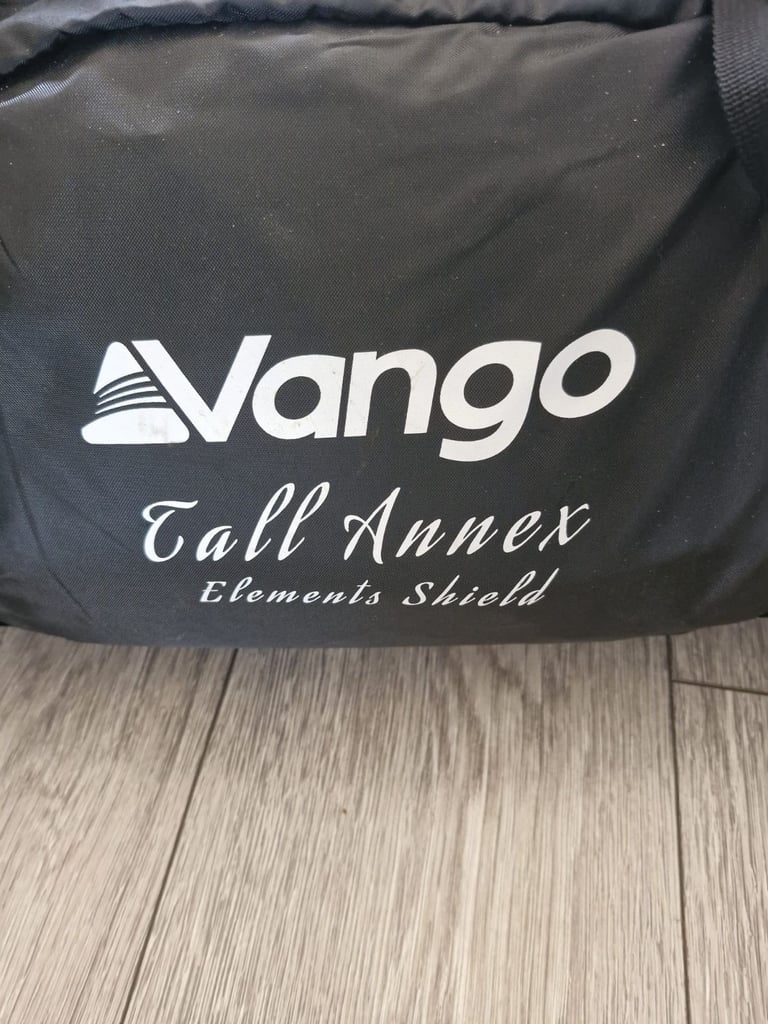 Vango
Tall Annex
Elements Shield